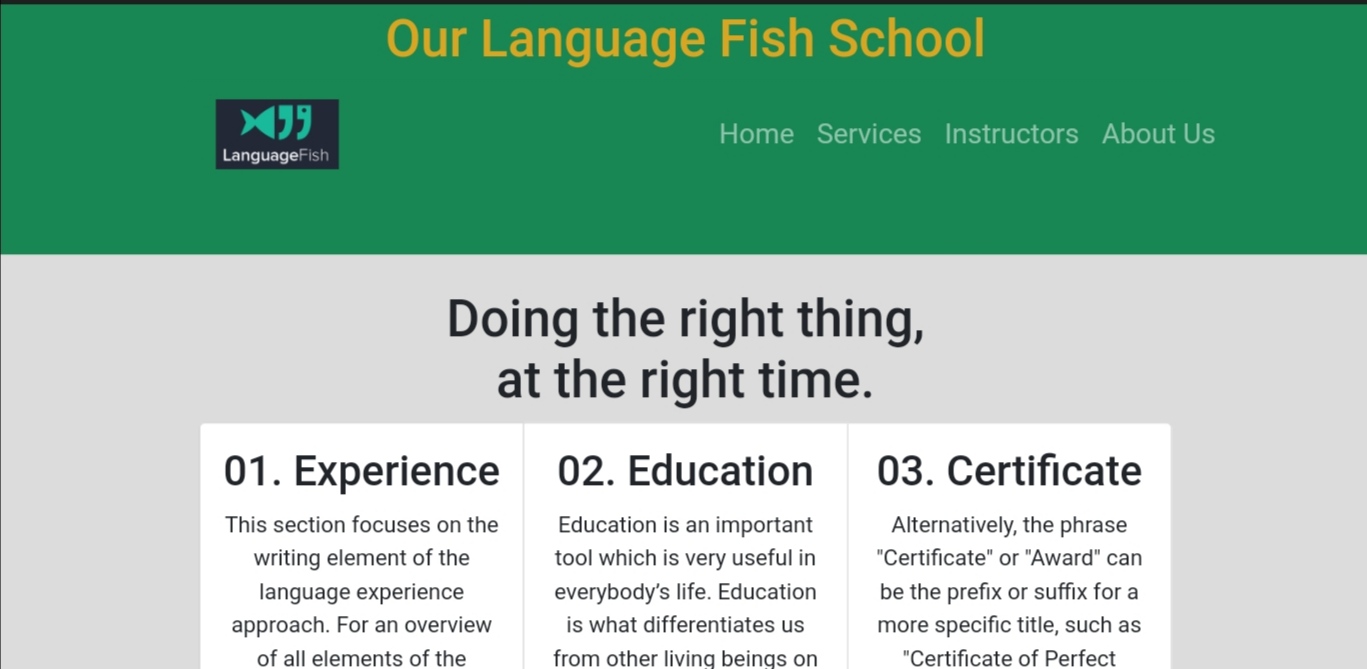 Our Language Fish School
LanguageFish
Home Services Instructors About Us
Doing the right thing,
at the right time.
01. Experience
This section focuses on the
writing element of the
language experience
approach. For an overview
of all elements of the
02. Education
Education is an important
tool which is very useful in
everybody’s life. Education
is what differentiates us
from other living beings on
03. Certificate
Alternatively, the phrase
"Certificate" or "Award" can
be the prefix or suffix for a
more specific title, such as
"Certificate of Perfect